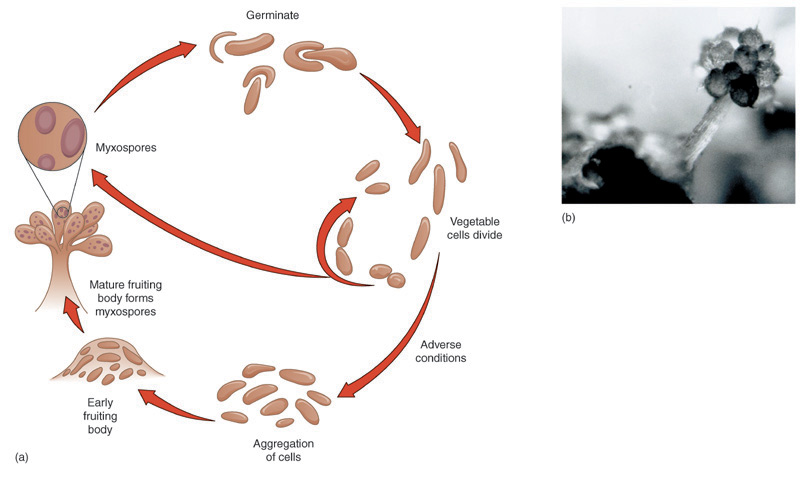 Germinate
Myxospores
Vegetable
cells divide
Mature fruiting
body forms
myxospores
Adverse
conditions
Early
fruiting
body
Aggregation
of cells
(a)
(b)